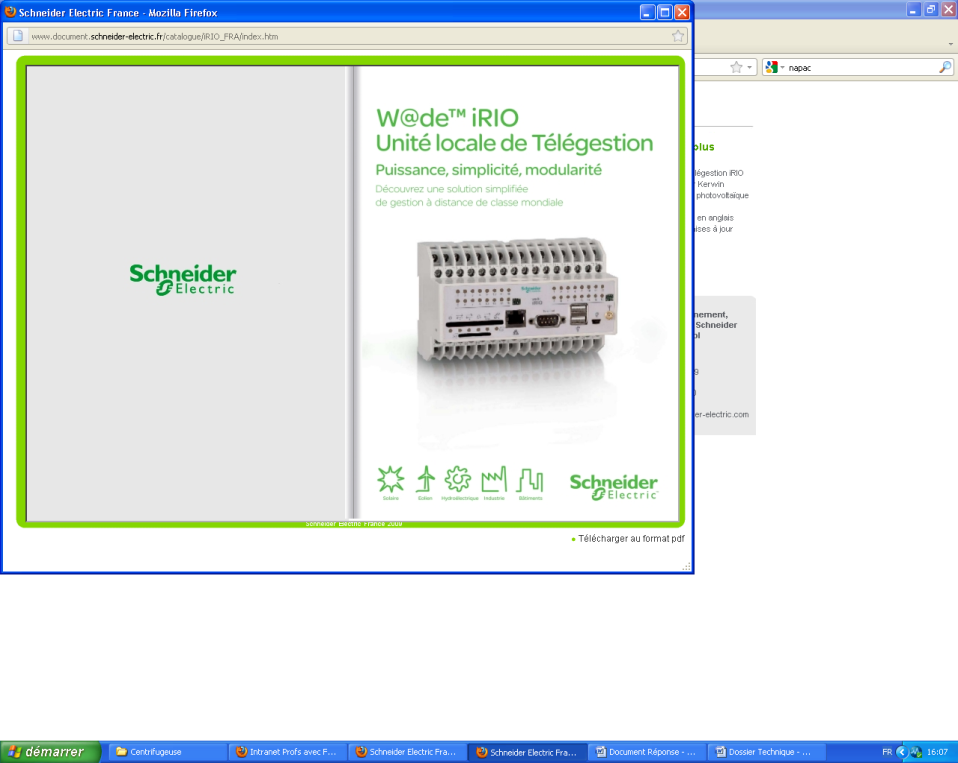 Schneider Electric France - Mozilla Firefox
www.document.schneider-electric.fr/catalogue/iRIO_FRA/index.htm
napac
W@de™ iRIO
Unité locale de Télégestion
Puissance, simplicité, modularité
Découvrez une solution simplifiée
de gestion à distance de classe mondiale
Schneider
Electric
Schneider
Solaire
Eolien
Hydroélectrique
Industrie
Bâtiments
Schneider
Electric
Schneider Electric France 2009
Télécharger au format pdf
plus
légestion iRIO
Kerwin
photovoltaïque
en anglais
mises à jour
nement,
Schneider
ol
9
er-electric.com
démarrer
Centrifugeuse
Intranet Profs avec F...
Schneider Electric Fra...
Schneider Electric Fra...
Document Réponse - ...
Dossier Technique - ...
FR
16:07